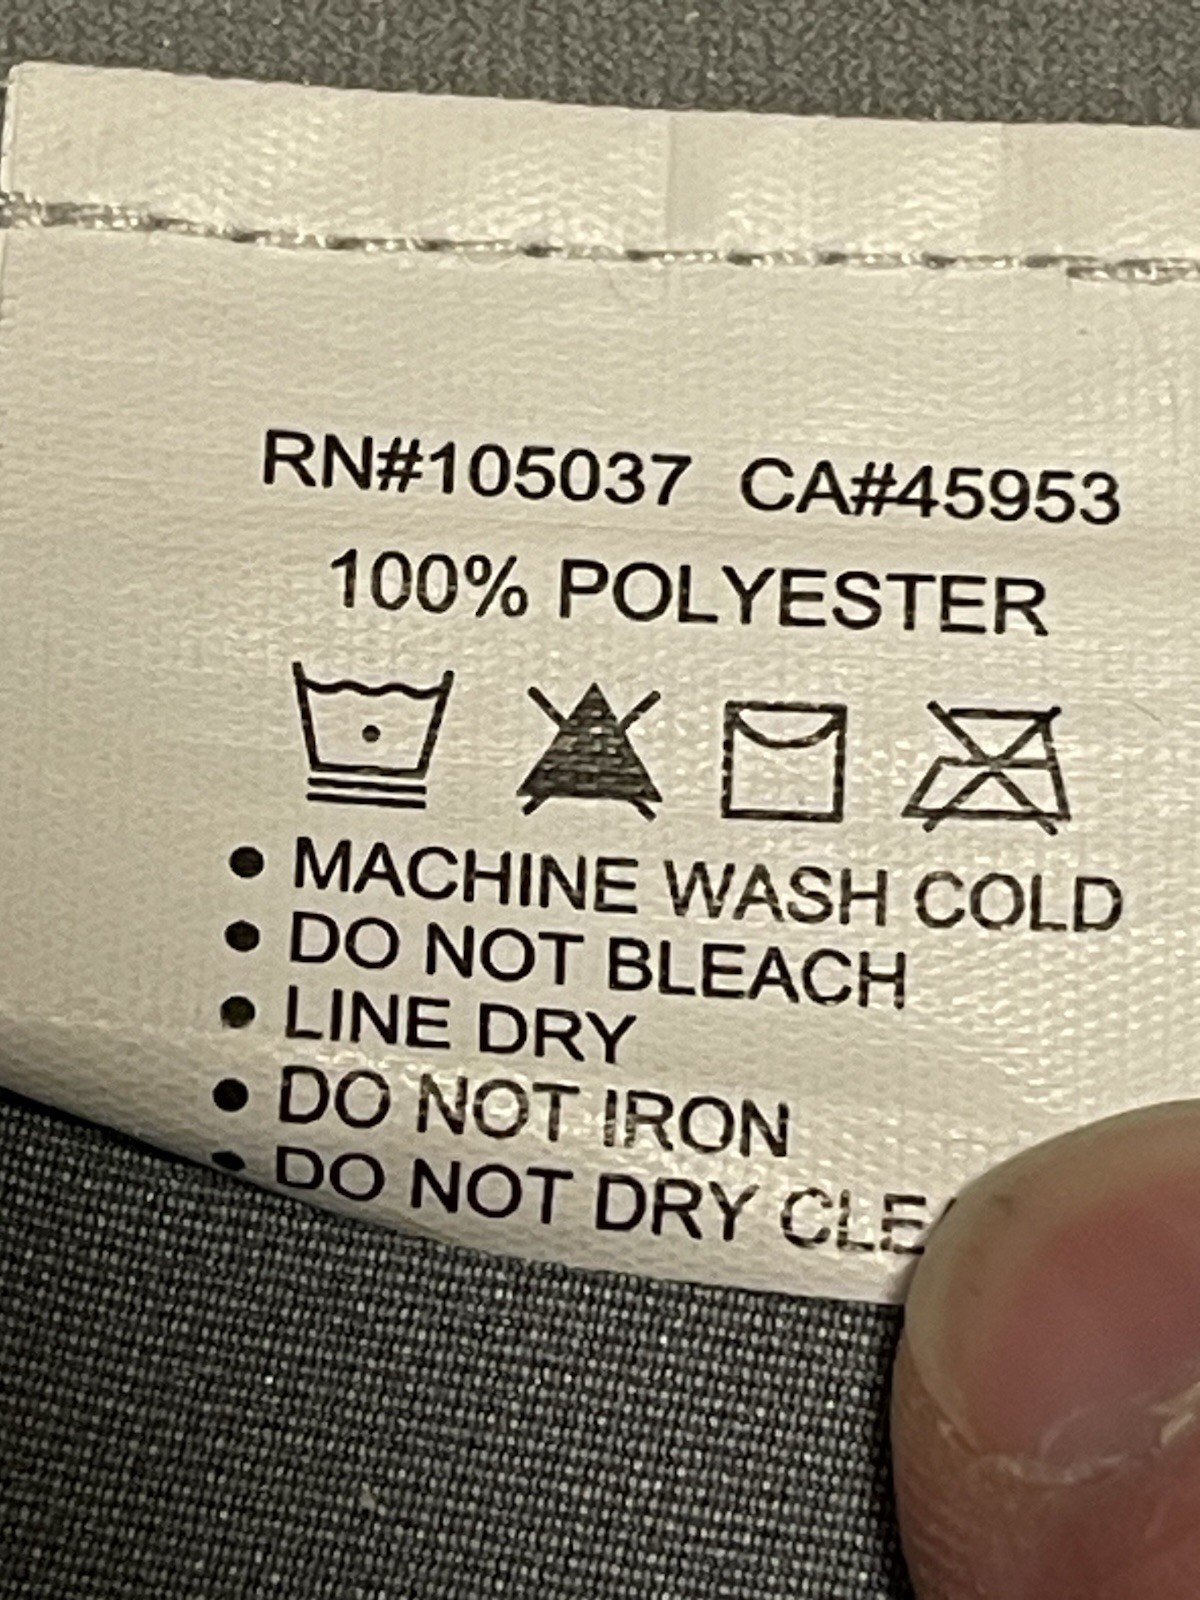 RN#105037 CA#45953
100% POLYESTER
• MACHINE WASH COLD
• DO NOT BLEACH
• LINE DRY
• DO NOT IRON
• DO NOT DRY